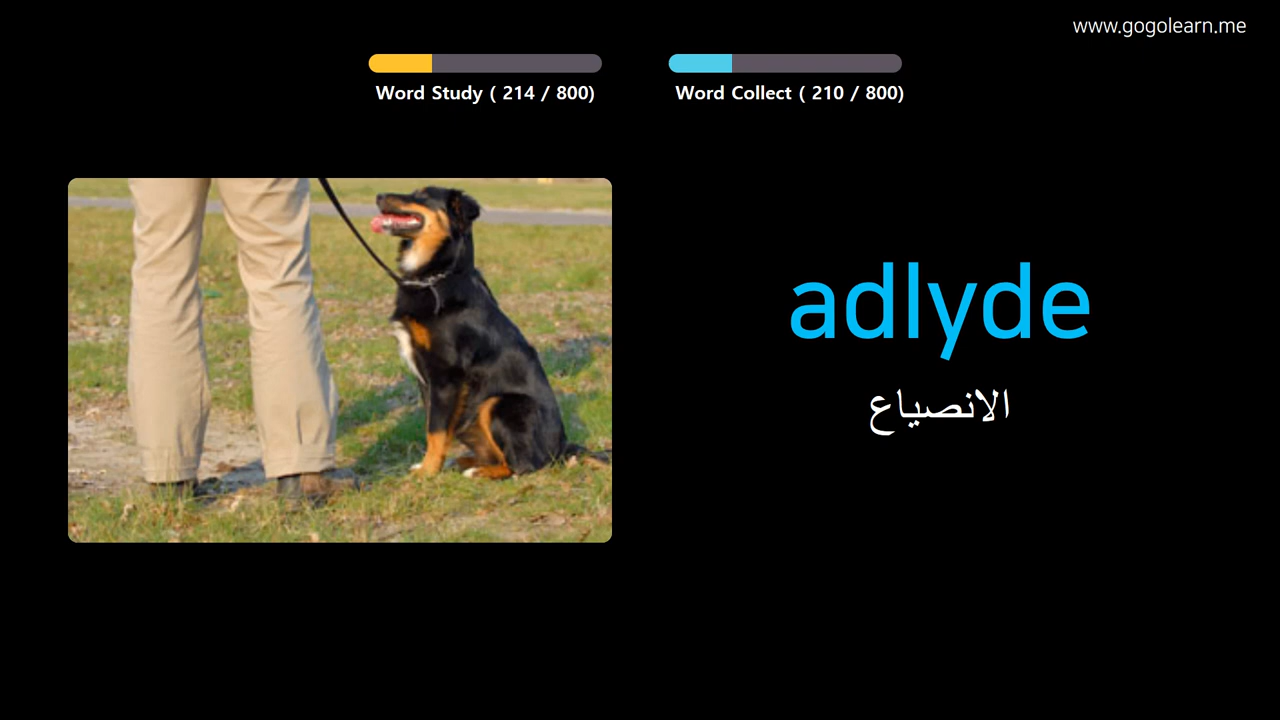 www.gogolearn.me
Word Study ( 214 / 800)
Word Collect ( 210 / 800)
adlyde
الانصياع